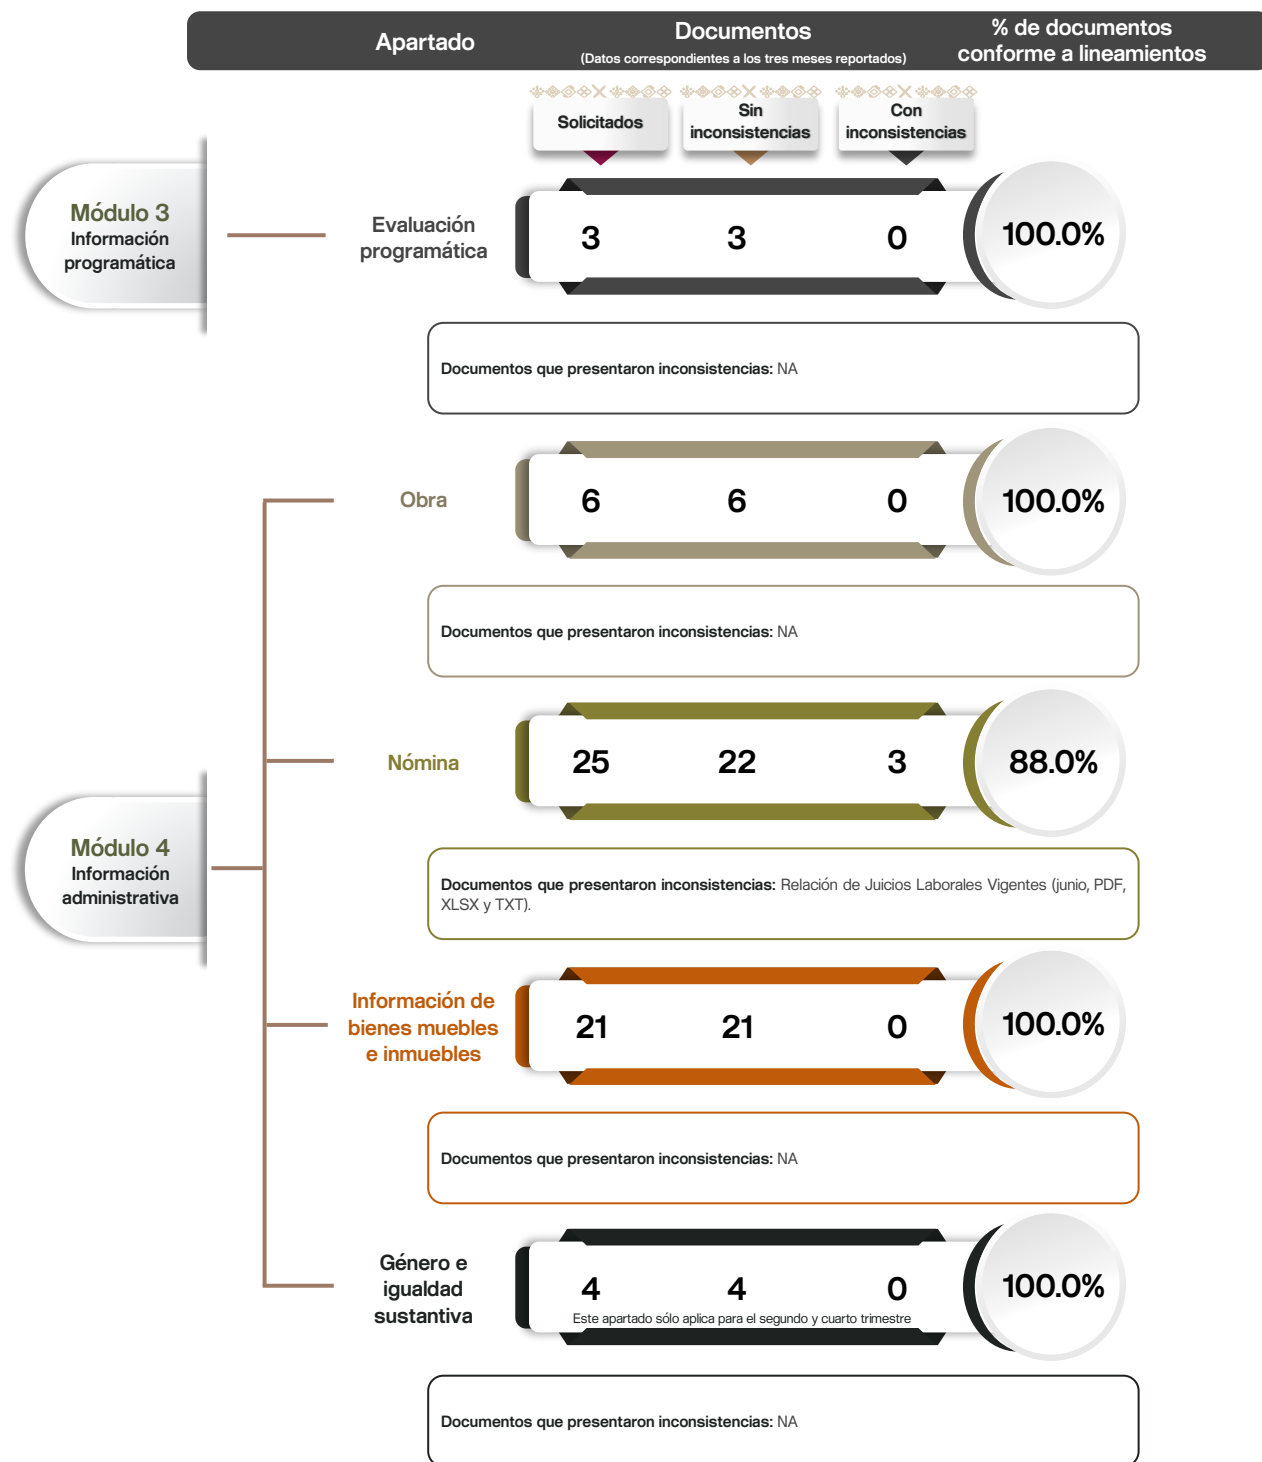 Apartado
Documentos
(Datos correspondientes a los tres meses reportados)
% de documentos
conforme a lineamientos
Solicitados
Sin
inconsistencias
Con
inconsistencias
Módulo 3
Información
programática
Evaluación
programática
3 3 0 100.0%
Documentos que presentaron inconsistencias: NA
Obra
6 6 0 100.0%
Documentos que presentaron inconsistencias: NA
Nómina
25 22 3 88.0%
Documentos que presentaron inconsistencias: Relación de Juicios Laborales Vigentes (junio, PDF,
XLSX y TXT).
Módulo 4
Información
administrativa
Información de
bienes muebles
e inmuebles
21 21 0 100.0%
Documentos que presentaron inconsistencias: NA
Género e
igualdad
sustantiva
4 4 0 100.0%
Este apartado sólo aplica para el segundo y cuarto trimestre
Documentos que presentaron inconsistencias: NA